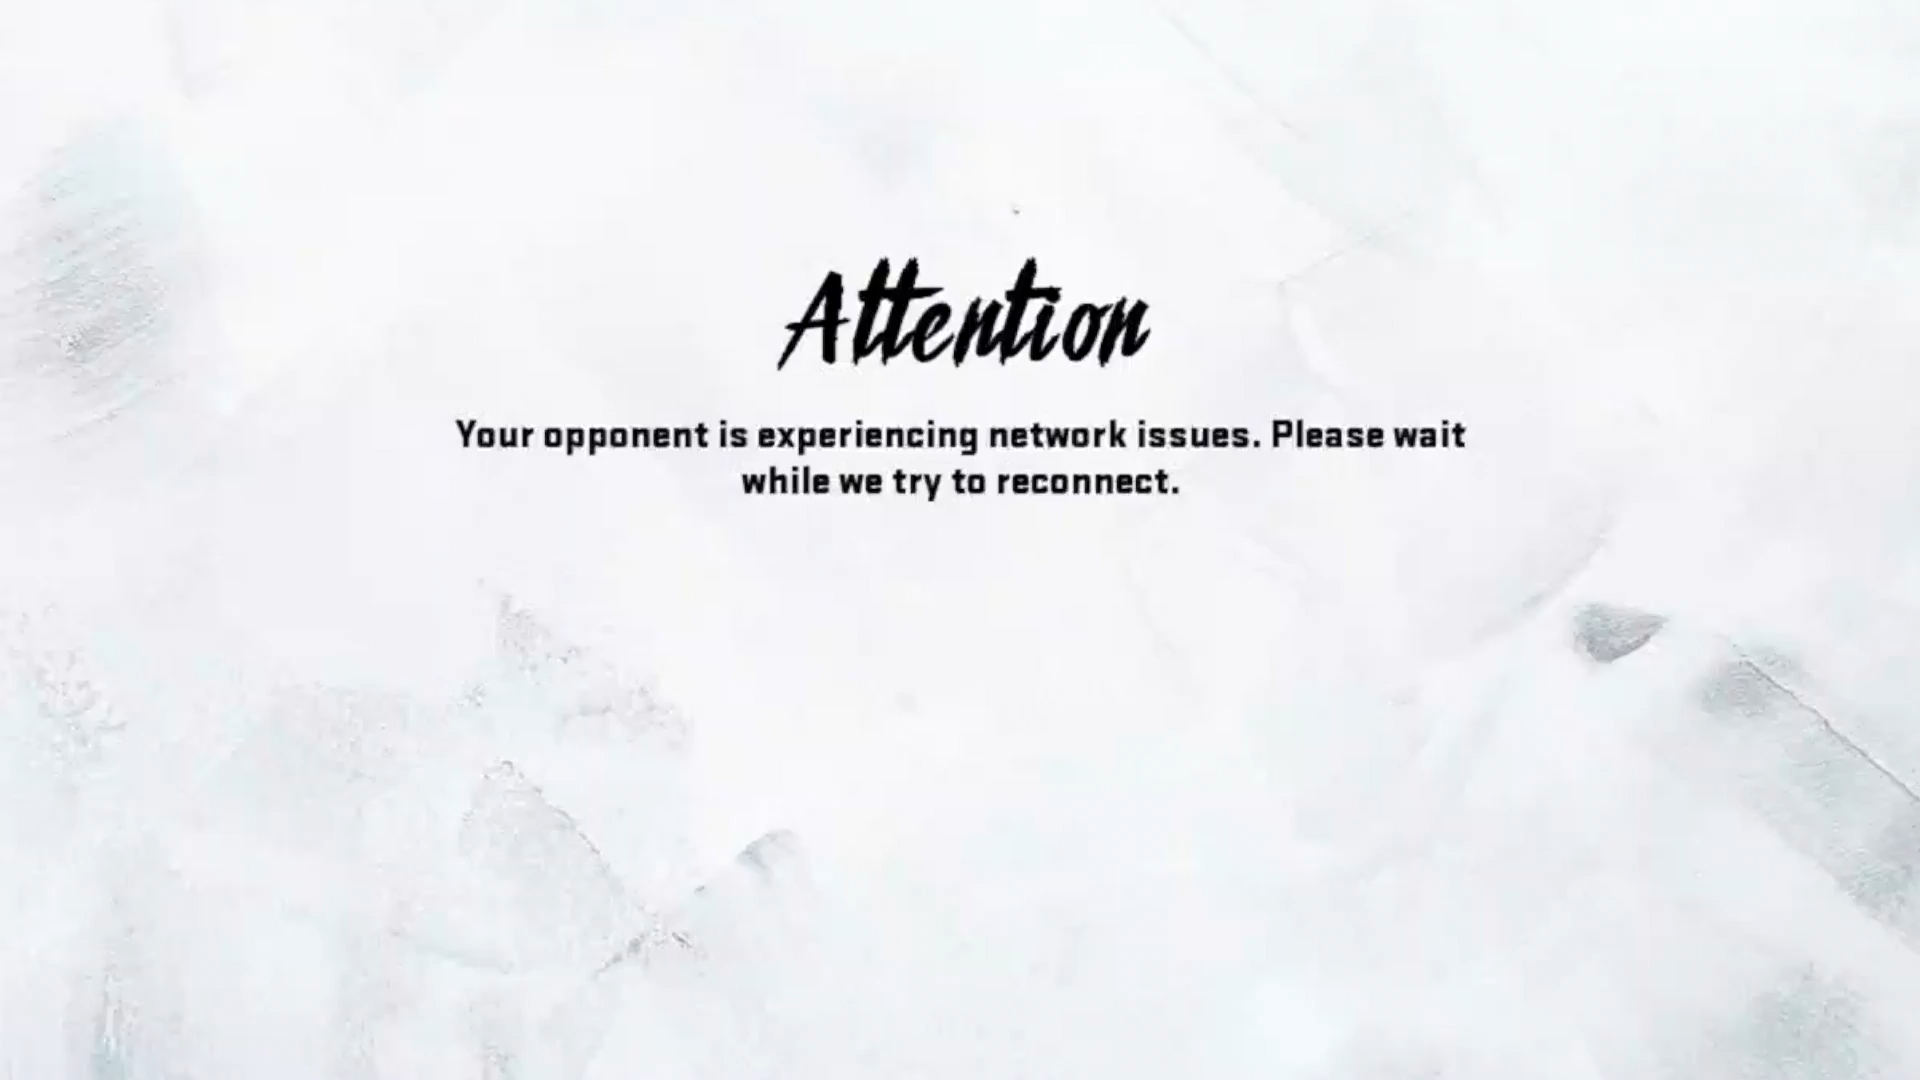 Attention
Your opponent is experiencing network issues. Please wait
while we try to reconnect.